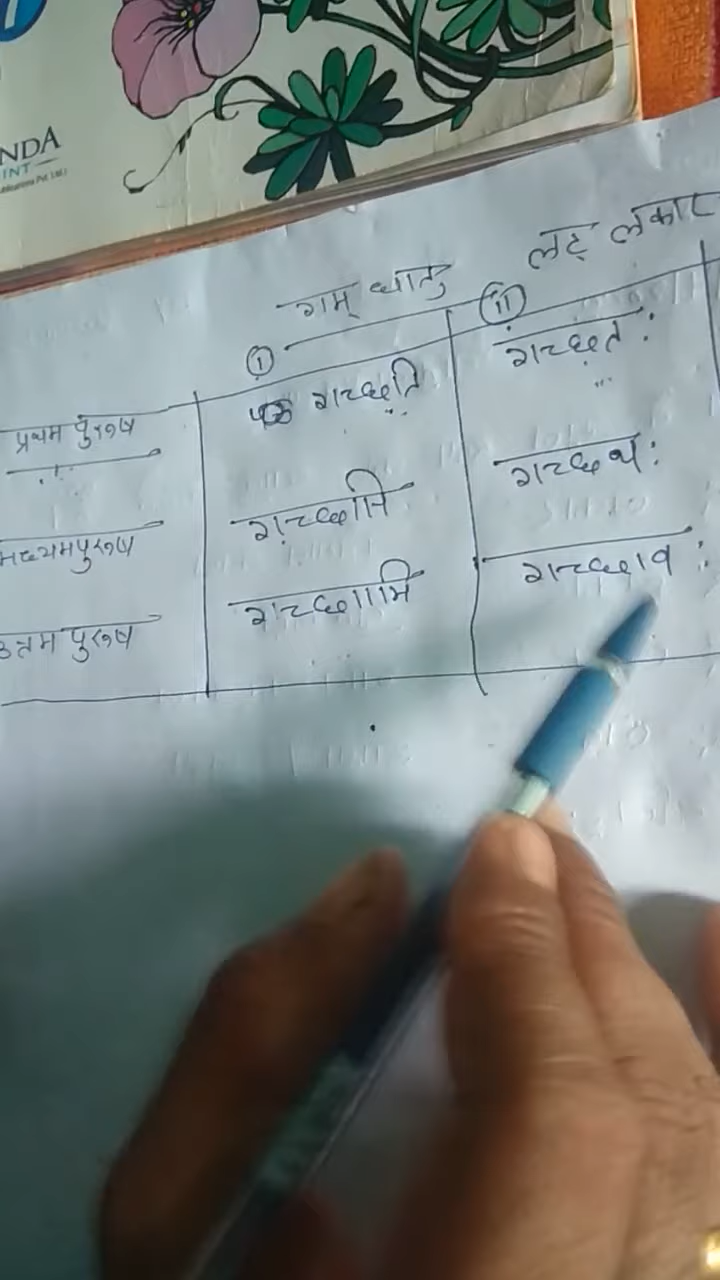 NDA
INT
लट् लकार
गम् धातु
I II
प्रथम पुरुष गच्छति गच्छत:
मध्यमपुरुष गच्छसि गच्छथ:
उत्तम पुरुष गच्छामि गच्छाव: